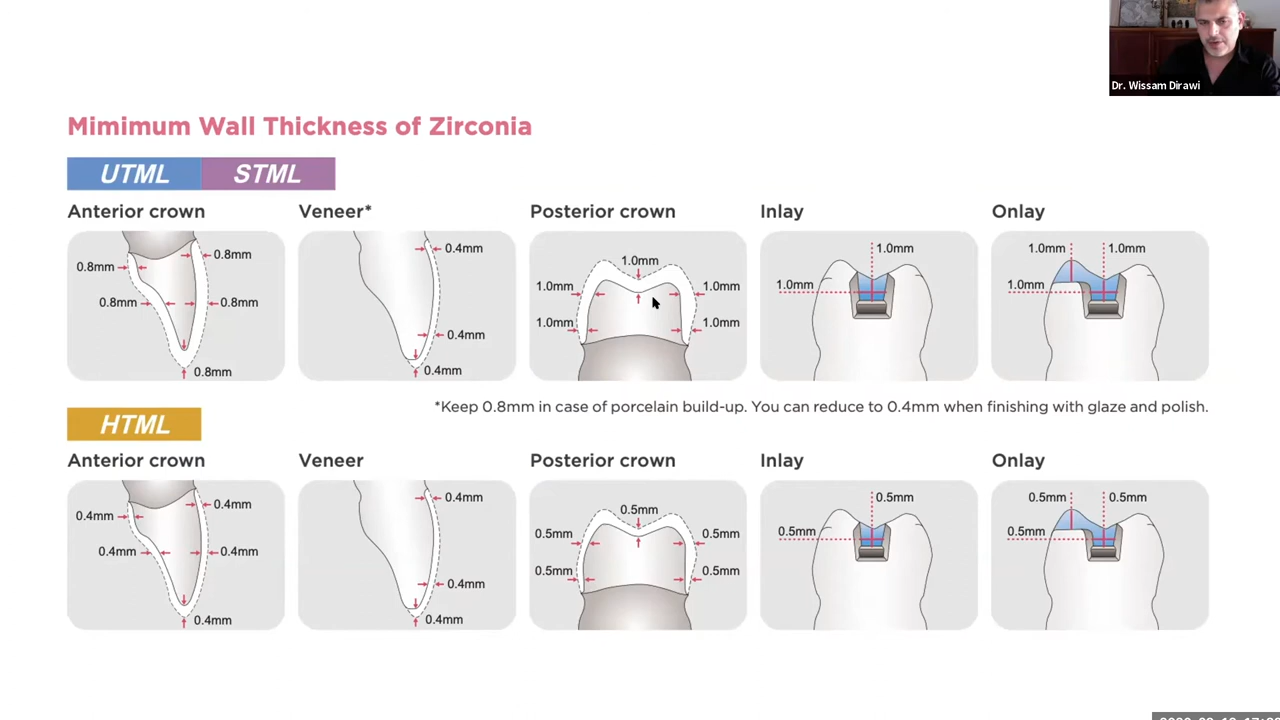 Dr. Wissam Dirawi
Mimimum Wall Thickness of Zirconia
UTML STML
Anterior crown Veneer* Posterior crown Inlay Onlay
0.8mm 0.8mm 0.8mm 0.8mm 0.8mm
0.4mm 0.4mm 0.4mm
1.0mm 1.0mm 1.0mm 1.0mm 1.0mm
1.0mm 1.0mm
1.0mm 1.0mm 1.0mm
*Keep 0.8mm in case of porcelain build-up. You can reduce to 0.4mm when finishing with glaze and polish.
HTML
Anterior crown Veneer Posterior crown Inlay Onlay
0.4mm 0.4mm 0.4mm 0.4mm 0.4mm
0.4mm 0.4mm 0.4mm
0.5mm 0.5mm 0.5mm 0.5mm 0.5mm
0.5mm 0.5mm
0.5mm 0.5mm 0.5mm